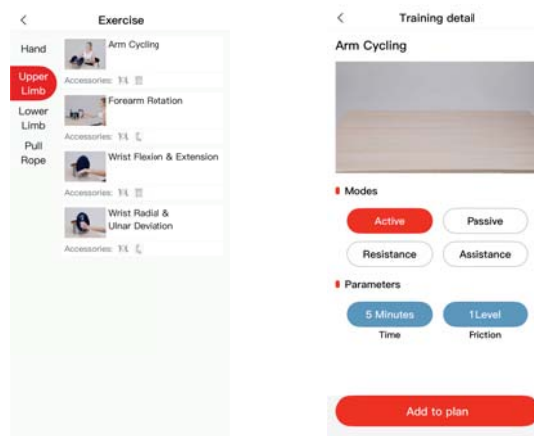 Exercise
Hand
Upper
Limb
Lower
Limb
Pull
Rope
Arm Cycling
Accessories:
Forearm Rotation
Accessories:
Wrist Flexion & Extension
Accessories:
Wrist Radial &
Ulnar Deviation
Accessories:
Training detail
Arm Cycling
Modes
Active
Passive
Resistance
Assistance
Parameters
5 Minutes
1 Level
Time
Friction
Add to plan